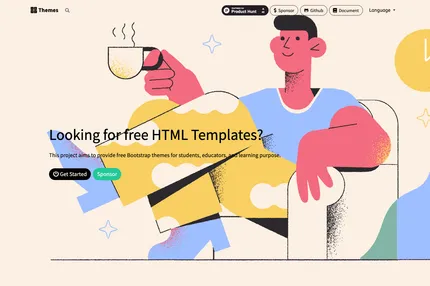 Themes
Product Hunt
Sponsor
Github
Document
Language
Looking for free HTML Templates?
This project aims to provide free Bootstrap themes for students, educators, and learning purpose.
Get Started
Sponsor